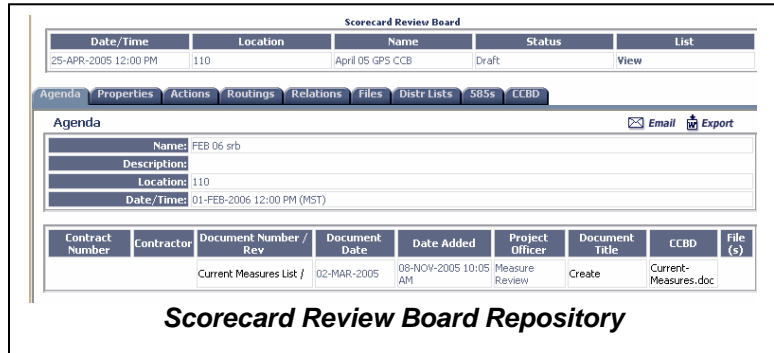 Scorecard Review Board
Date/Time Location Name Status List
25-APR-2005 12:00 PM 110 April 05 GPS CCB Draft View
Agenda Properties Actions Routings Relations Files Distr Lists 585s CCBD
Agenda Email Export
Name: FEB 06 srb
Description:
Location: 110
Date/Time: 01-FEB-2006 12:00 PM (MST)
Contract Number Contractor Document Number / Rev Document Date Date Added Project Officer Document Title CCBD File (s)
Current Measures List / 02-MAR-2005 08-NOV-2005 10:05 AM Measure Review Create Current-Measures.doc
Scorecard Review Board Repository